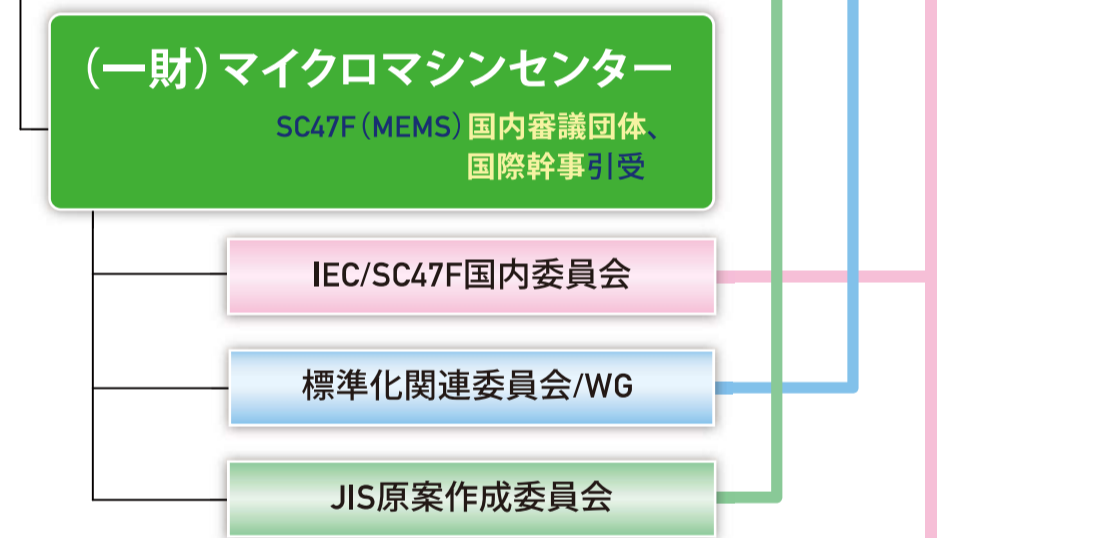 （一財）マイクロマシンセンター
SC47F（MEMS）国内審議団体、
国際幹事引受
IEC/SC47F国内委員会
標準化関連委員会/WG
JIS原案作成委員会